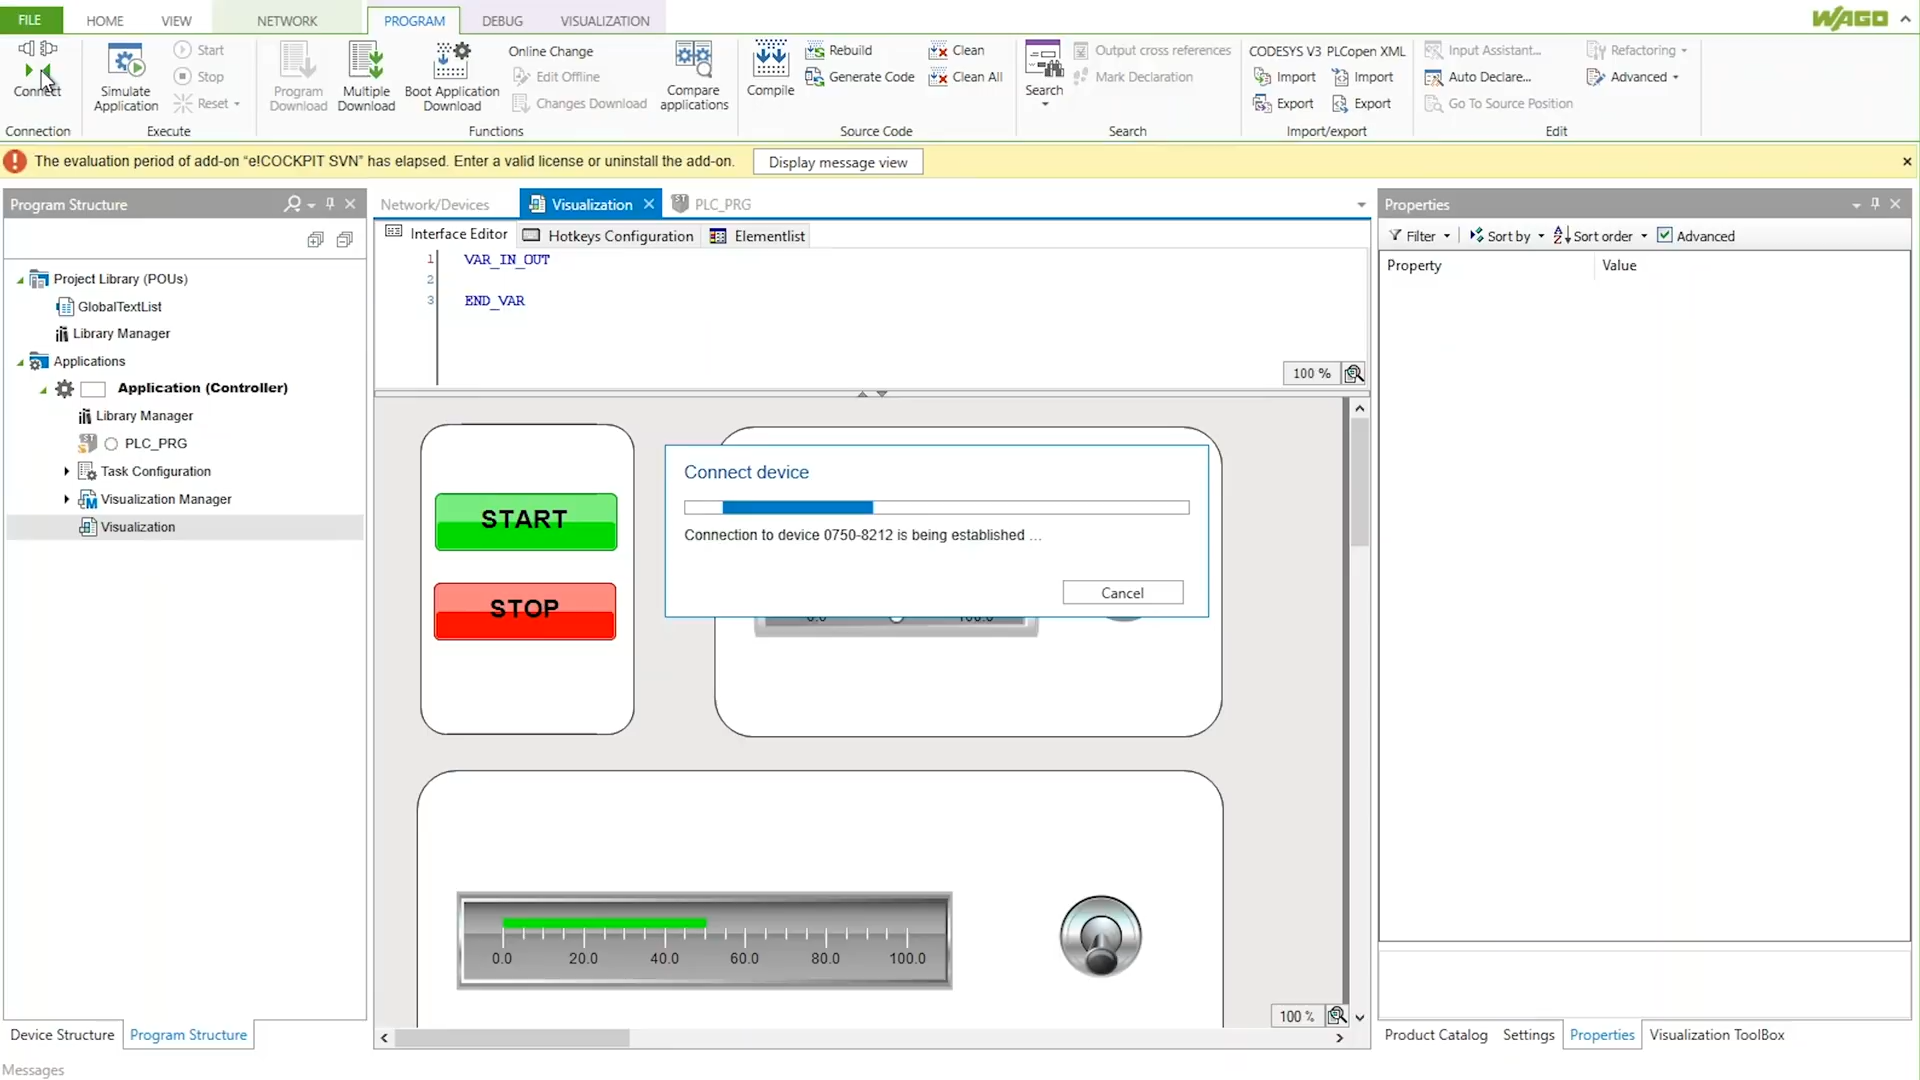 FILE
HOME
VIEW
NETWORK
PROGRAM
DEBUG
VISUALIZATION
WAGO
Connect
Connection
Simulate
Application
Start
Stop
Reset
Execute
Program
Download
Multiple
Download
Boot Application
Download
Online Change
Edit Offline
Changes Download
Compare
applications
Functions
Compile
Rebuild
Generate Code
Clean
Clean All
Source Code
Search
Output cross references
Mark Declaration
Search
CODESYS V3 PLCopen XML
Import Import
Export Export
Import/export
Input Assistant...
Auto Declare...
Go To Source Position
Refactoring
Advanced
Edit
The evaluation period of add-on “e!COCKPIT SVN” has elapsed. Enter a valid license or uninstall the add-on.
Display message view
Program Structure
Project Library (POUs)
GlobalTextList
Library Manager
Applications
Application (Controller)
Library Manager
ST PLC_PRG
Task Configuration
Visualization Manager
Visualization
Device Structure
Program Structure
Messages
Network/Devices
Visualization
ST PLC_PRG
Interface Editor
Hotkeys Configuration
Elementlist
1 VAR_IN_OUT
2
3 END_VAR
100 %
START
STOP
Connect device
Connection to device 0750-8212 is being established ...
Cancel
0.0 100.0
0.0 20.0 40.0 60.0 80.0 100.0
100 %
Properties
Filter
Sort by
Sort order
Advanced
Property Value
Product Catalog
Settings
Properties
Visualization ToolBox